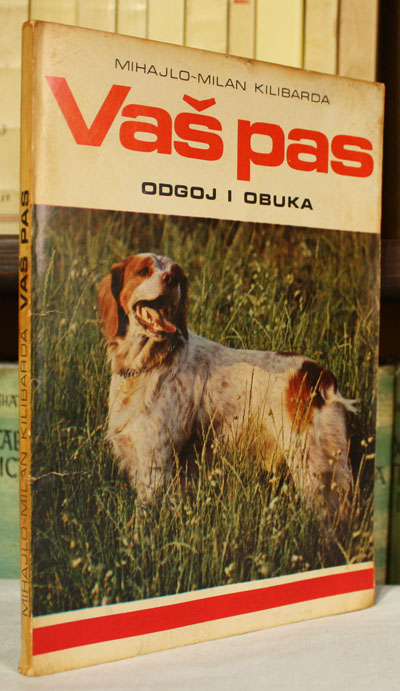 MIHAJLO-MILAN KILIBARDA
Vaš pas
ODGOJ I OBUKA
MIHAJLO-MILAN KILIBARDA VAŠ PAS